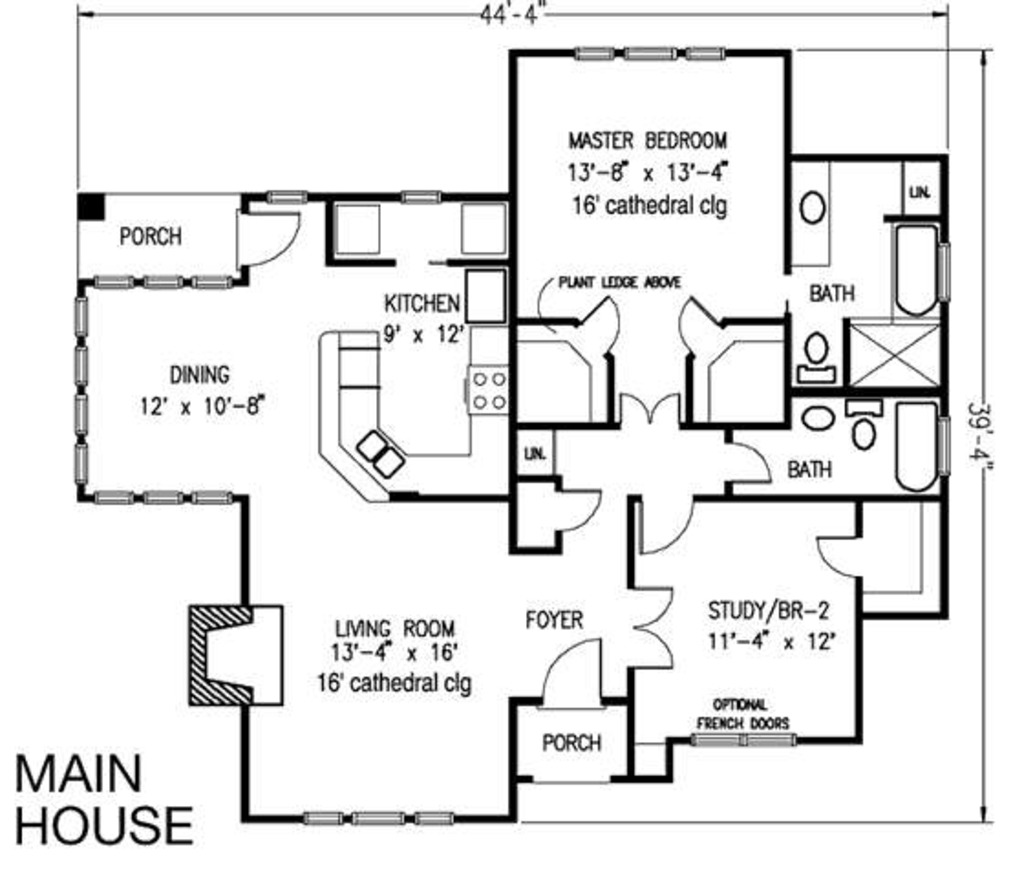 44'-4"
MASTER BEDROOM
13'-8" x 13'-4"
16' cathedral clg
LIN.
PORCH
PLANT LEDGE ABOVE
BATH
KITCHEN
9' x 12'
DINING
12' x 10'-8"
39'-4"
LIN.
BATH
FOYER
STUDY/BR-2
11'-4" x 12'
LIVING ROOM
13'-4" x 16'
16' cathedral clg
OPTIONAL
FRENCH DOORS
PORCH
MAIN
HOUSE